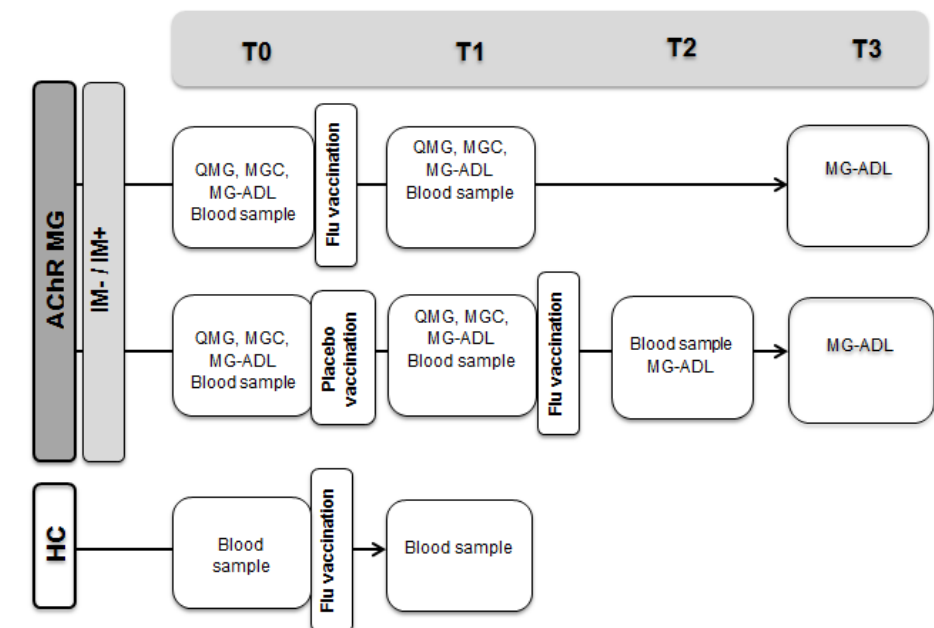 T0
T1
T2
T3
AChR MG
IM- / IM+
QMG, MGC,
MG-ADL
Blood sample
Flu vaccination
QMG, MGC,
MG-ADL
Blood sample
MG-ADL
QMG, MGC,
MG-ADL
Blood sample
Placebo
vaccination
QMG, MGC,
MG-ADL
Blood sample
Flu vaccination
Blood sample
MG-ADL
MG-ADL
HC
Blood
sample
Flu vaccination
Blood sample